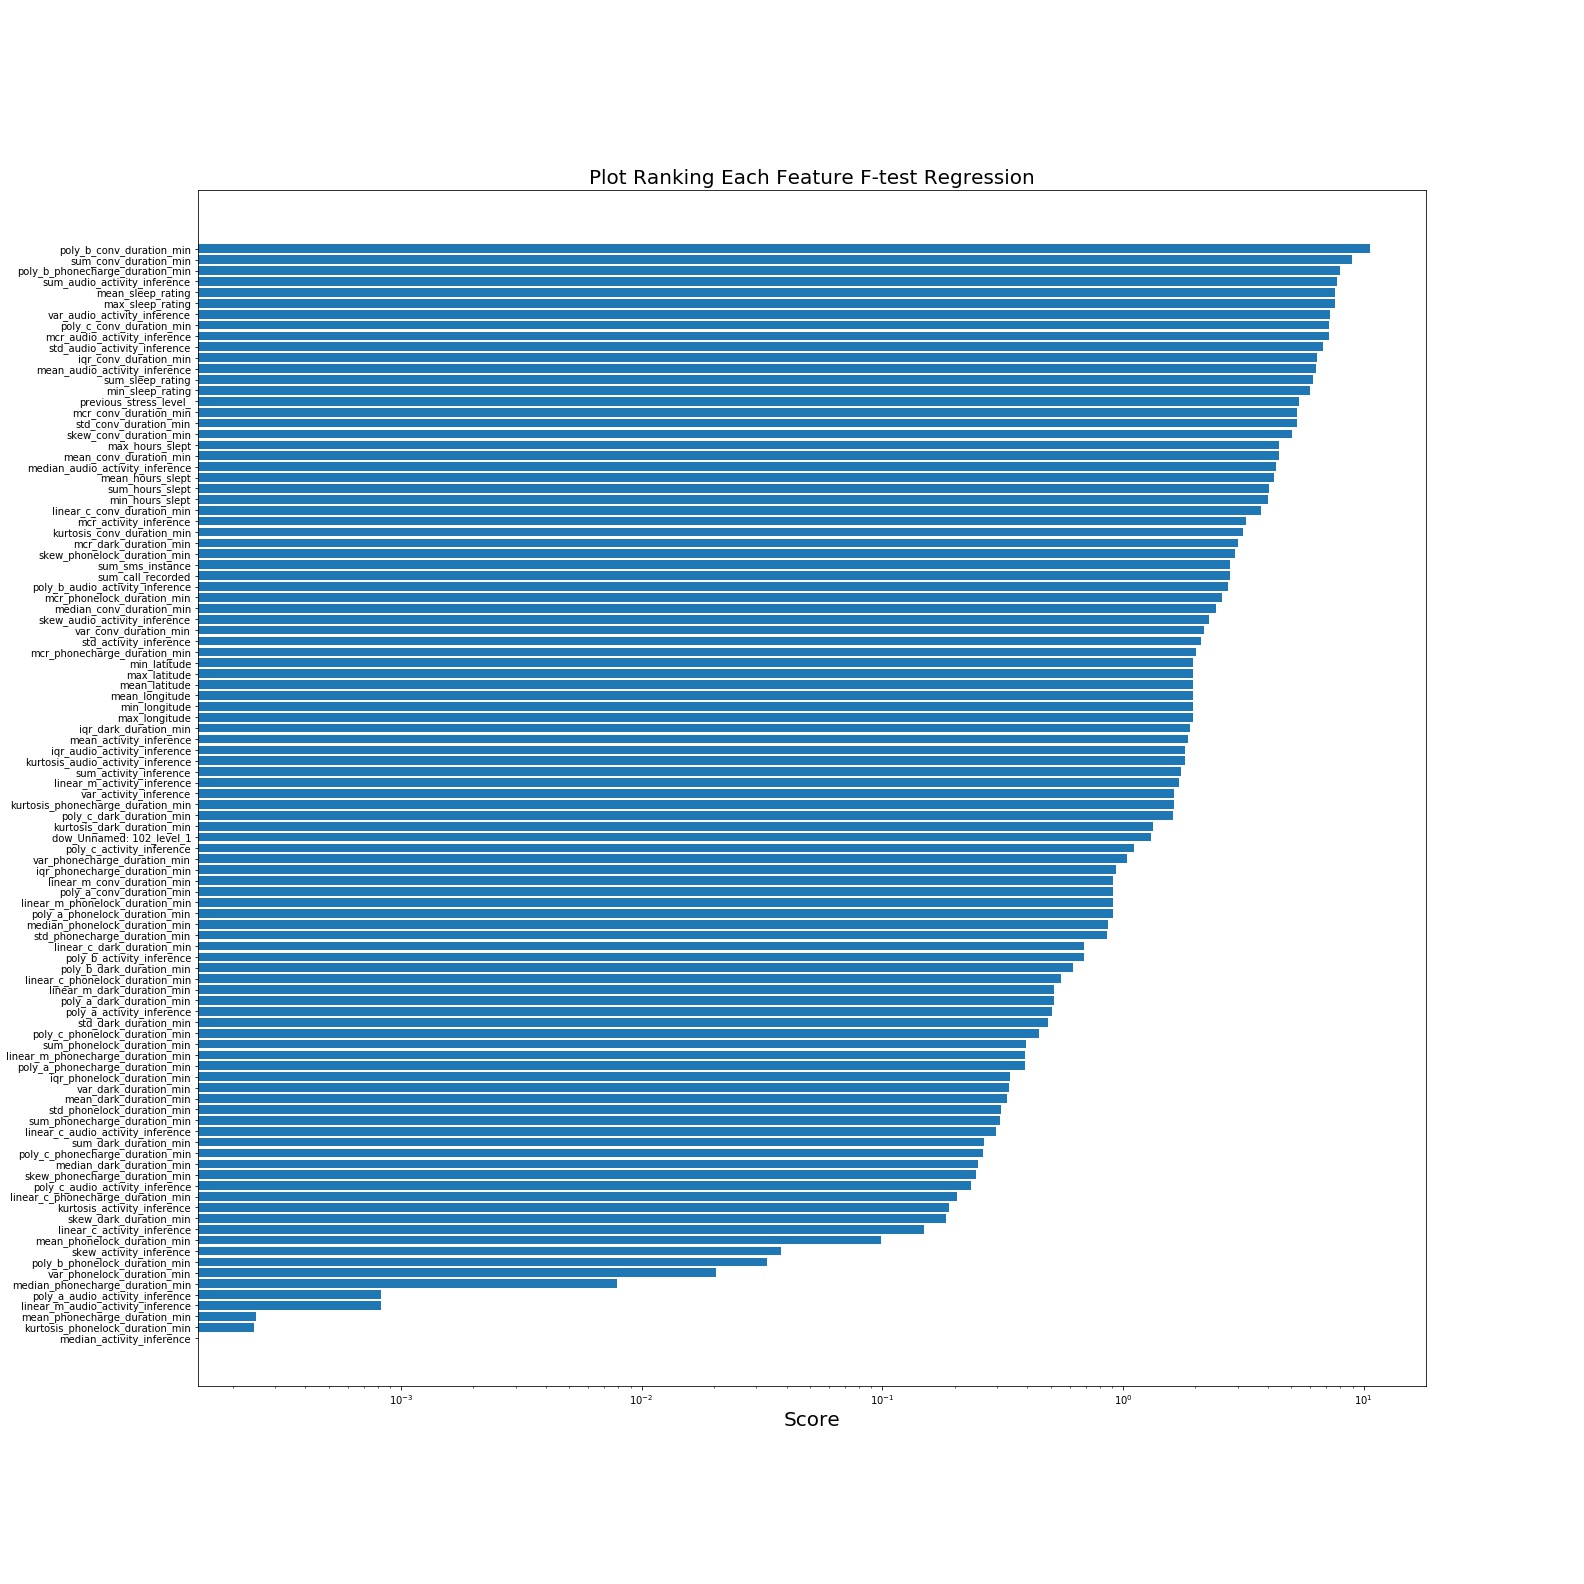 Plot Ranking Each Feature F-test Regression
poly_b_conv_duration_min
sum_conv_duration_min
poly_b_phonecharge_duration_min
sum_audio_activity_inference
mean_sleep_rating
max_sleep_rating
var_audio_activity_inference
poly_c_conv_duration_min
mcr_audio_activity_inference
std_audio_activity_inference
iqr_conv_duration_min
mean_audio_activity_inference
sum_sleep_rating
min_sleep_rating
previous_stress_level_
mcr_conv_duration_min
std_conv_duration_min
skew_conv_duration_min
max_hours_slept
mean_conv_duration_min
median_audio_activity_inference
mean_hours_slept
sum_hours_slept
min_hours_slept
linear_c_conv_duration_min
mcr_activity_inference
kurtosis_conv_duration_min
mcr_dark_duration_min
skew_phonelock_duration_min
sum_sms_instance
sum_call_recorded
poly_b_audio_activity_inference
mcr_phonelock_duration_min
median_conv_duration_min
skew_audio_activity_inference
var_conv_duration_min
std_activity_inference
mcr_phonecharge_duration_min
min_latitude
max_latitude
mean_latitude
mean_longitude
min_longitude
max_longitude
iqr_dark_duration_min
mean_activity_inference
iqr_audio_activity_inference
kurtosis_audio_activity_inference
sum_activity_inference
linear_m_activity_inference
var_activity_inference
kurtosis_phonecharge_duration_min
poly_c_dark_duration_min
kurtosis_dark_duration_min
dow_Unnamed: 102_level_1
poly_c_activity_inference
var_phonecharge_duration_min
iqr_phonecharge_duration_min
linear_m_conv_duration_min
poly_a_conv_duration_min
linear_m_phonelock_duration_min
poly_a_phonelock_duration_min
median_phonelock_duration_min
std_phonecharge_duration_min
linear_c_dark_duration_min
poly_b_activity_inference
poly_b_dark_duration_min
linear_c_phonelock_duration_min
linear_m_dark_duration_min
poly_a_dark_duration_min
poly_a_activity_inference
std_dark_duration_min
poly_c_phonelock_duration_min
sum_phonelock_duration_min
linear_m_phonecharge_duration_min
poly_a_phonecharge_duration_min
iqr_phonelock_duration_min
var_dark_duration_min
mean_dark_duration_min
std_phonelock_duration_min
sum_phonecharge_duration_min
linear_c_audio_activity_inference
sum_dark_duration_min
poly_c_phonecharge_duration_min
median_dark_duration_min
skew_phonecharge_duration_min
poly_c_audio_activity_inference
linear_c_phonecharge_duration_min
kurtosis_activity_inference
skew_dark_duration_min
linear_c_activity_inference
mean_phonelock_duration_min
skew_activity_inference
poly_b_phonelock_duration_min
var_phonelock_duration_min
median_phonecharge_duration_min
poly_a_audio_activity_inference
linear_m_audio_activity_inference
mean_phonecharge_duration_min
kurtosis_phonelock_duration_min
median_activity_inference
10⁻³ 10⁻² 10⁻¹ 10⁰ 10¹
Score